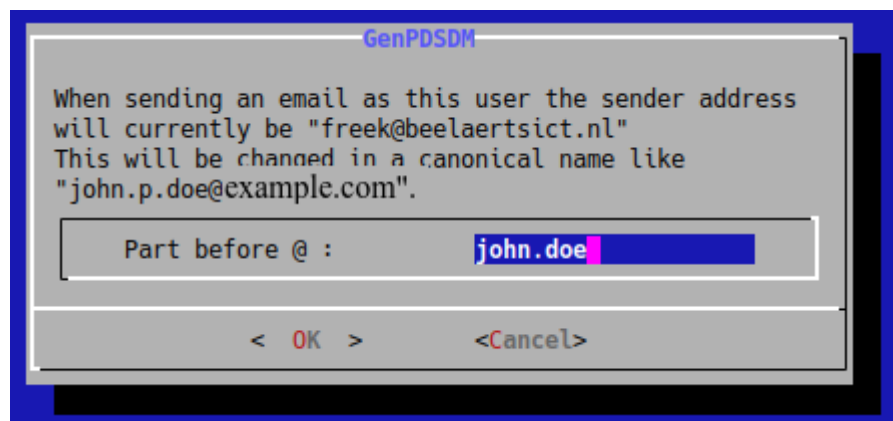 GenPDSDM
When sending an email as this user the sender address
will currently be "freek@beelaertsict.nl"
This will be changed in a canonical name like
"john.p.doe@example.com".
Part before @ : john.doe
< OK > <Cancel>